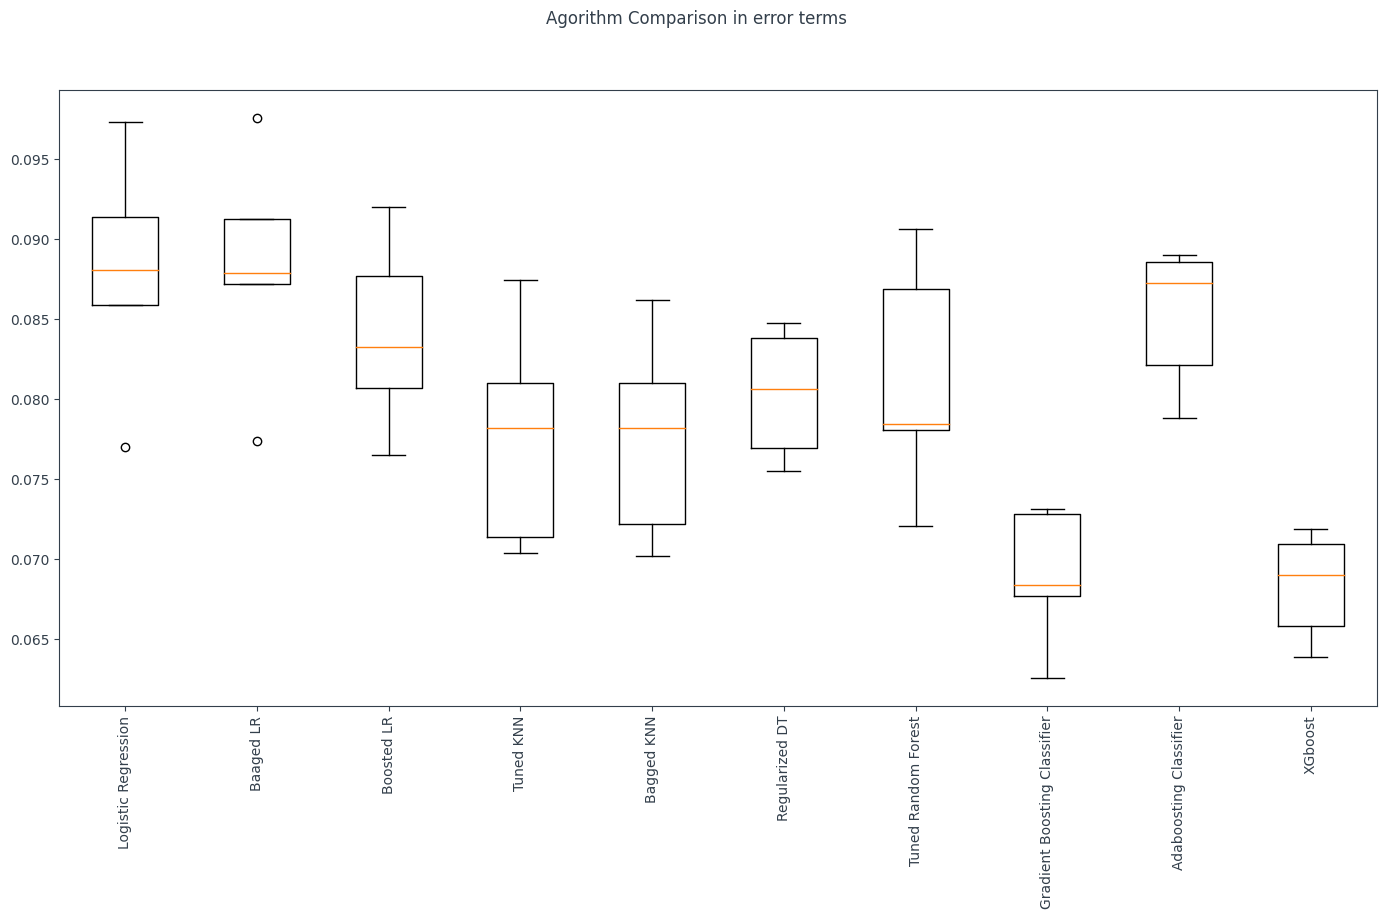 Agorithm Comparison in error terms
0.095
0.090
0.085
0.080
0.075
0.070
0.065
Logistic Regression
Baaged LR
Boosted LR
Tuned KNN
Bagged KNN
Regularized DT
Tuned Random Forest
Gradient Boosting Classifier
Adaboosting Classifier
XGboost